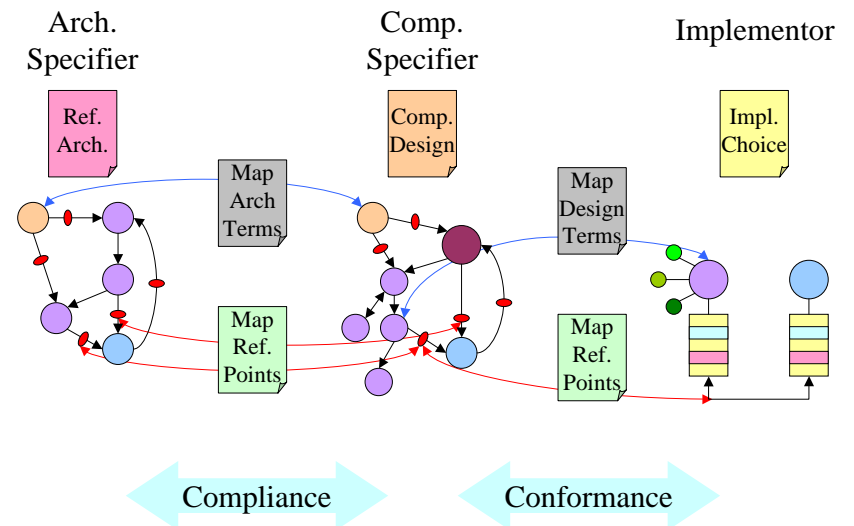 Arch.
Specifier
Comp.
Specifier
Implementor
Ref.
Arch.
Comp.
Design
Impl.
Choice
Map
Arch
Terms
Map
Design
Terms
Map
Ref.
Points
Map
Ref.
Points
Compliance
Conformance